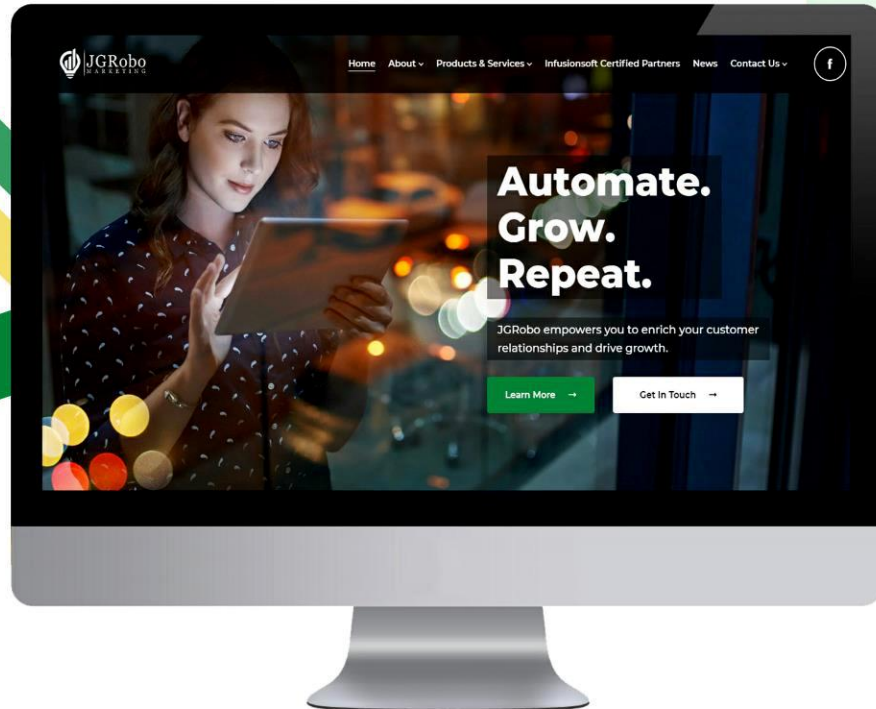 JGRobo
MARKETING
Home About Products & Services Infusionsoft Certified Partners News Contact Us f
Automate.
Grow.
Repeat.
JGRobo empowers you to enrich your customer
relationships and drive growth.
Learn More → Get In Touch →